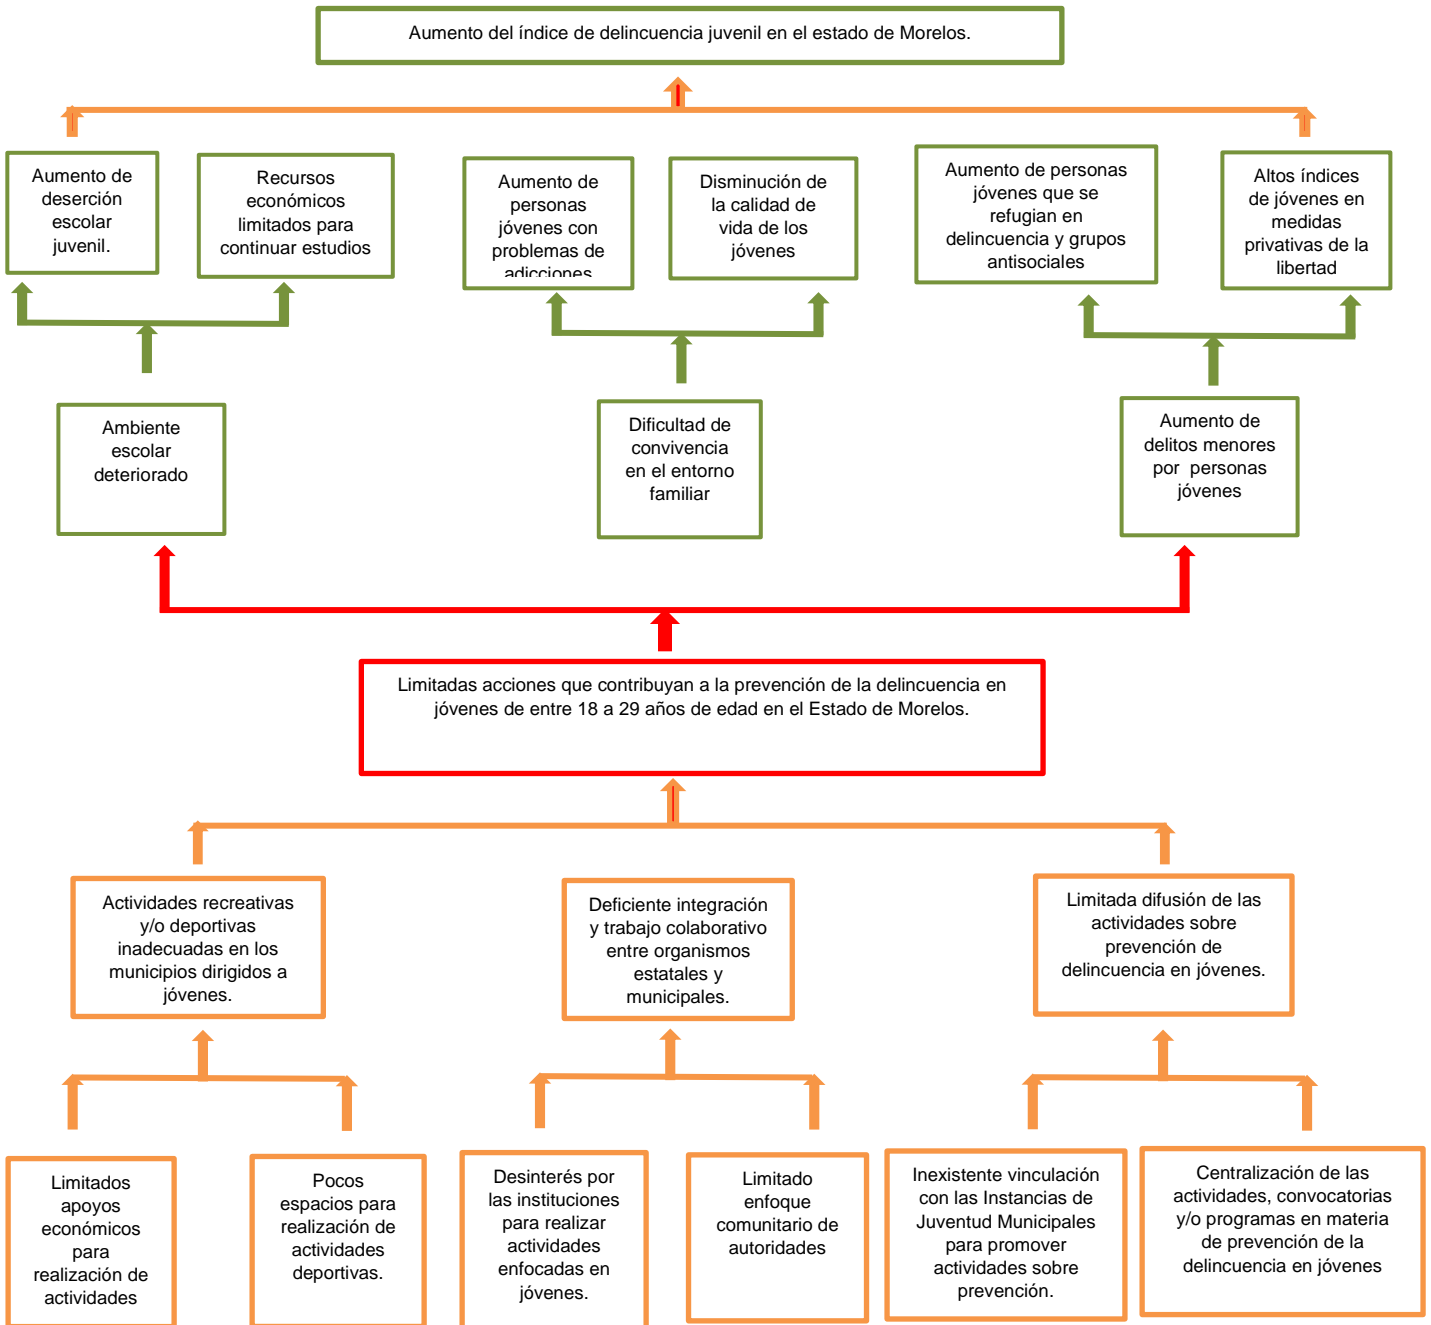 Aumento del índice de delincuencia juvenil en el estado de Morelos.
Aumento de
deserción
escolar
juvenil.
Recursos
económicos
limitados para
continuar estudios
Aumento de
personas
jóvenes con
problemas de
adicciones
Disminución de
la calidad de
vida de los
jóvenes
Aumento de personas
jóvenes que se
refugian en
delincuencia y grupos
antisociales
Altos índices
de jóvenes en
medidas
privativas de la
libertad
Ambiente
escolar
deteriorado
Dificultad de
convivencia
en el entorno
familiar
Aumento de
delitos menores
por personas
jóvenes
Limitadas acciones que contribuyan a la prevención de la delincuencia en
jóvenes de entre 18 a 29 años de edad en el Estado de Morelos.
Actividades recreativas
y/o deportivas
inadecuadas en los
municipios dirigidos a
jóvenes.
Deficiente integración
y trabajo colaborativo
entre organismos
estatales y
municipales.
Limitada difusión de las
actividades sobre
prevención de
delincuencia en jóvenes.
Limitados
apoyos
económicos
para
realización de
actividades
Pocos
espacios para
realización de
actividades
deportivas.
Desinterés por
las instituciones
para realizar
actividades
enfocadas en
jóvenes.
Limitado
enfoque
comunitario de
autoridades
Inexistente vinculación
con las Instancias de
Juventud Municipales
para promover
actividades sobre
prevención.
Centralización de las
actividades, convocatorias
y/o programas en materia
de prevención de la
delincuencia en jóvenes